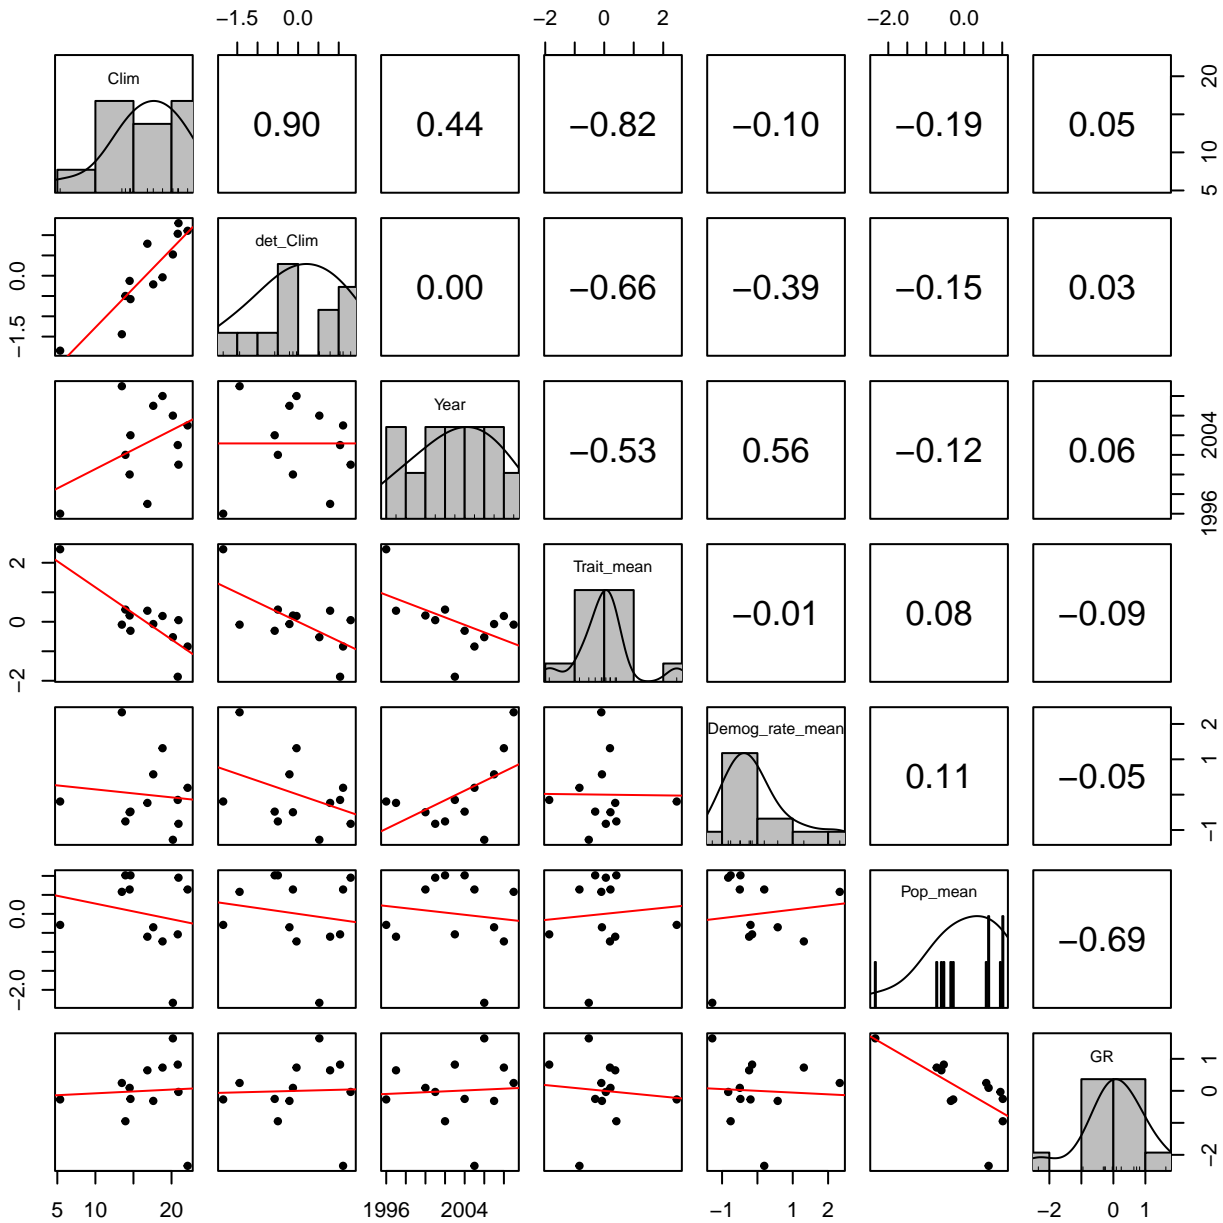 −1.5 0.0 −2 0 2 −2.0 0.0
Clim 0.90 0.44 −0.82 −0.10 −0.19 0.05 5 10 20
−1.5 0.0 det_Clim 0.00 −0.66 −0.39 −0.15 0.03
Year −0.53 0.56 −0.12 0.06 1996 2004
−2 0 2 Trait_mean −0.01 0.08 −0.09
Demog_rate_mean 0.11 −0.05 −1 1 2
−2.0 0.0 Pop_mean −0.69
GR −2 0 1
5 10 20 1996 2004 −1 1 2 −2 0 1